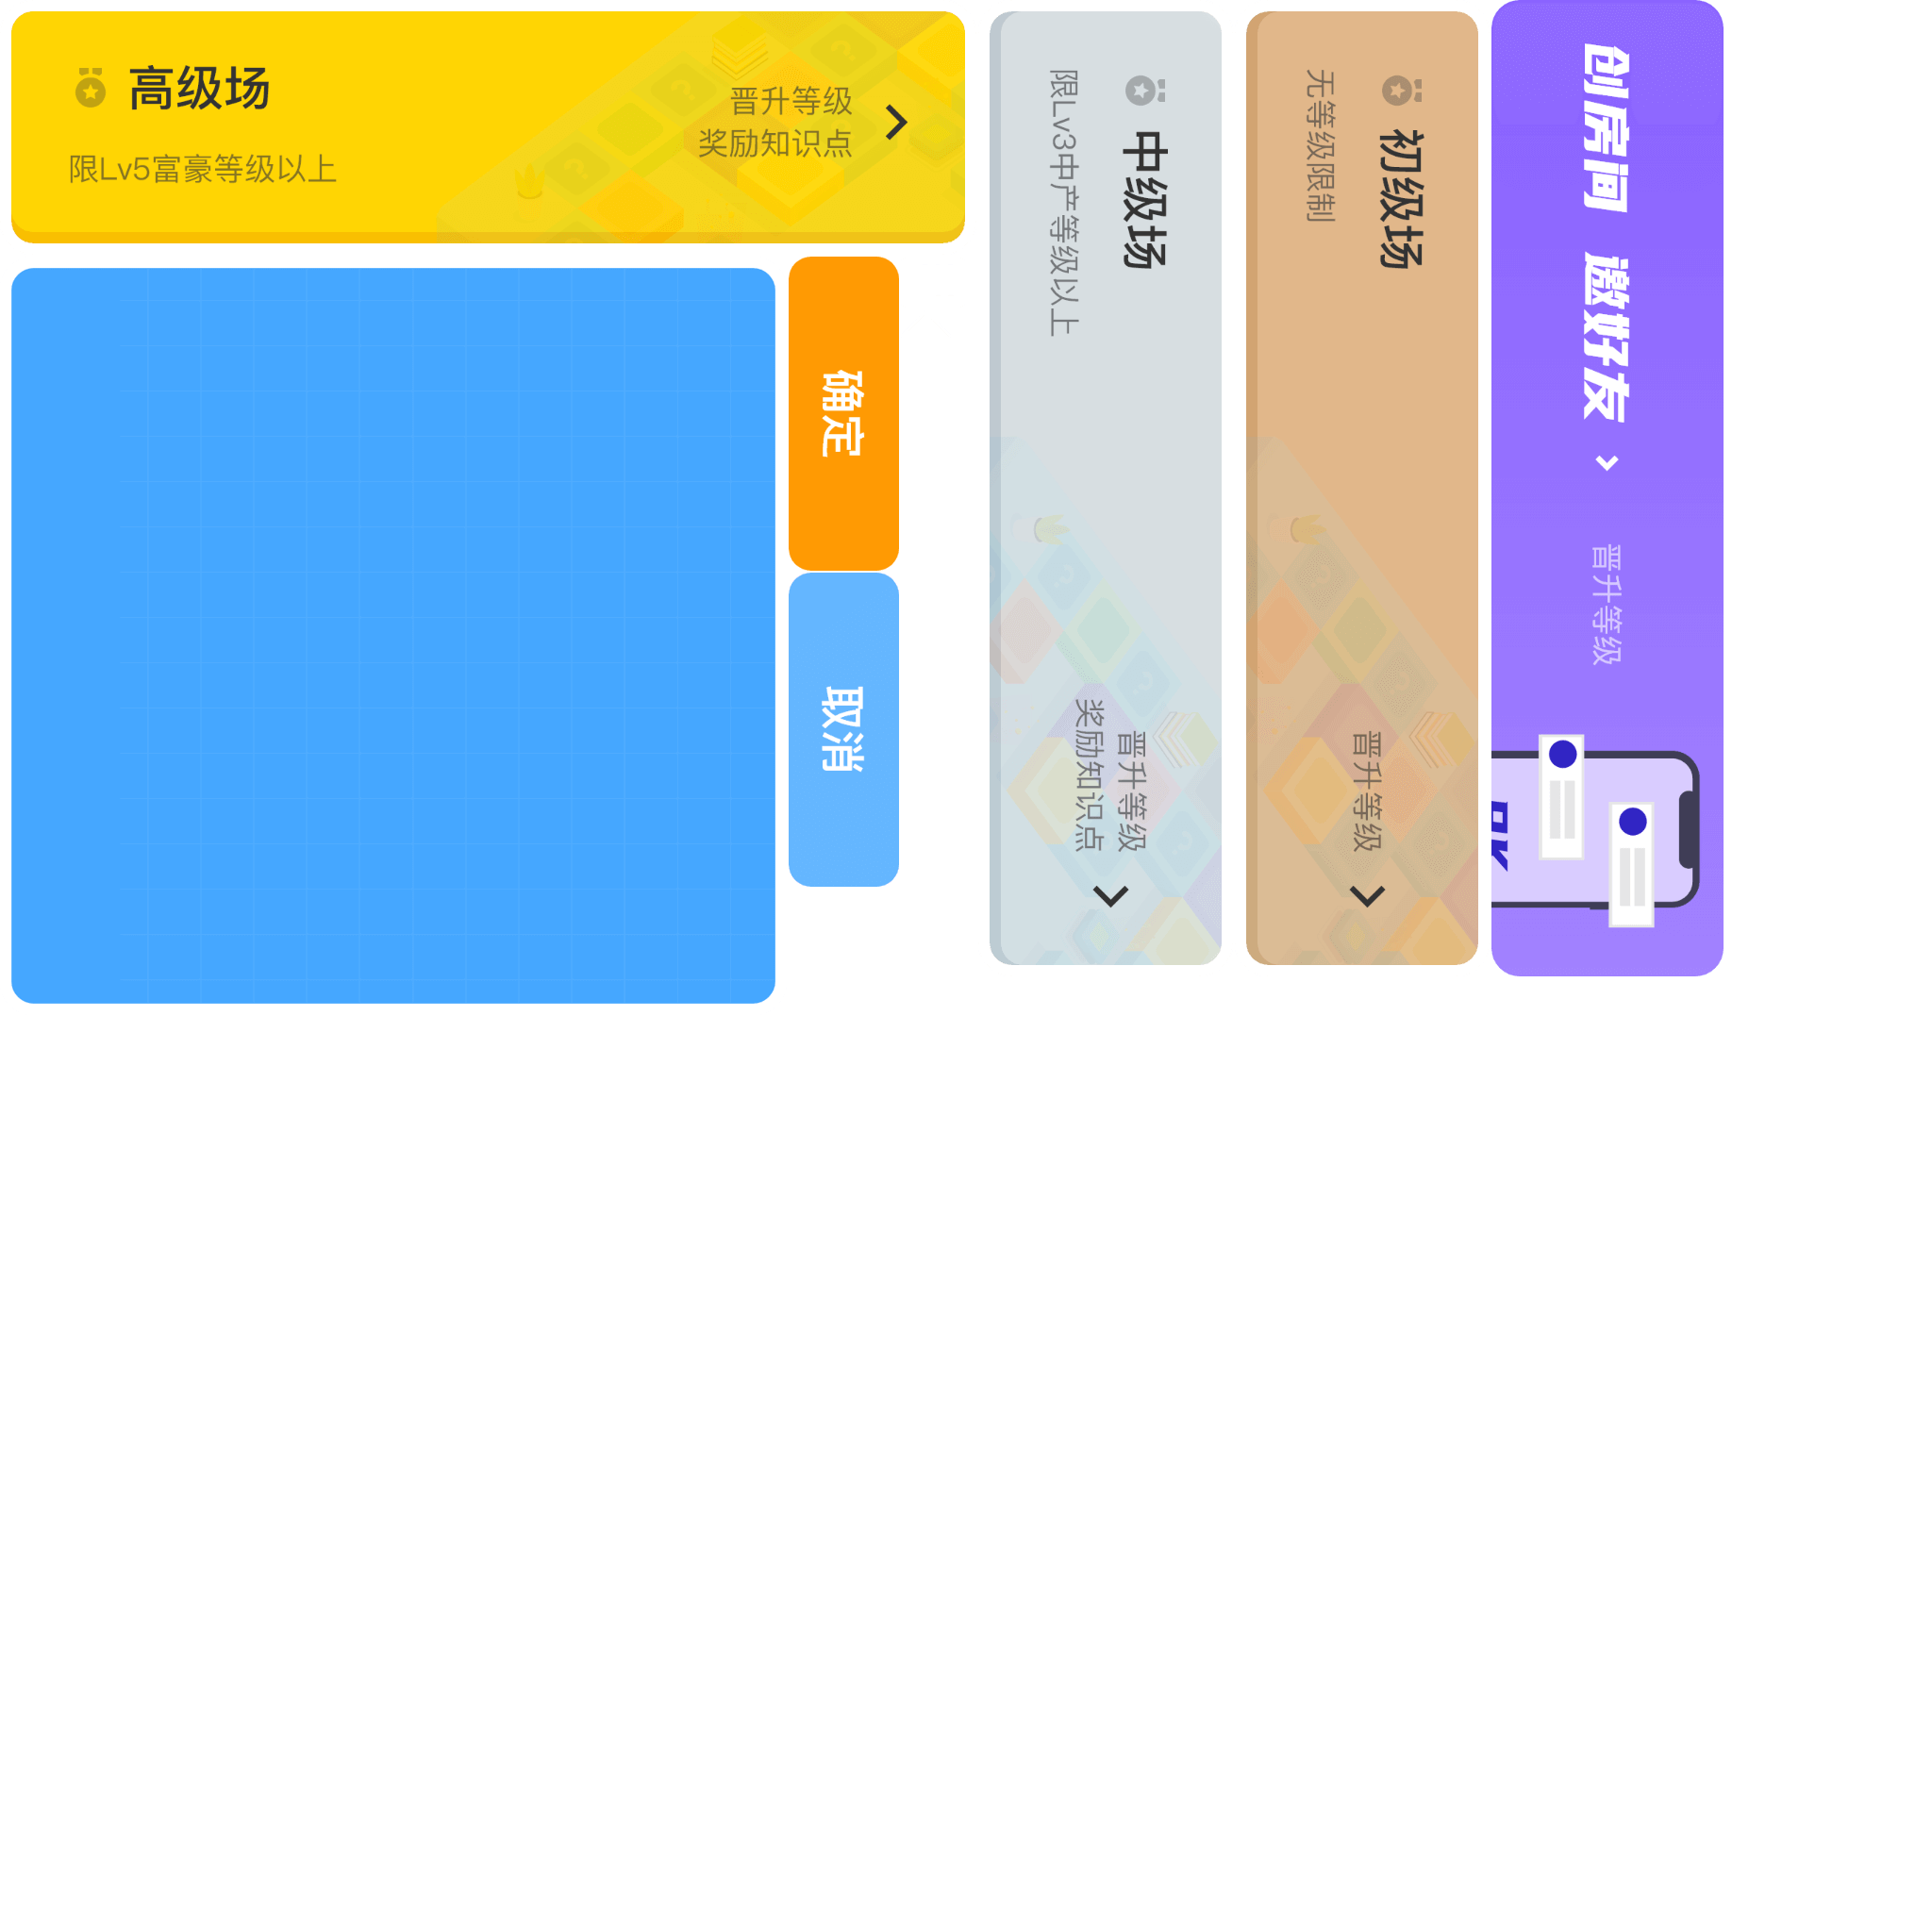 高级场
限Lv5富豪等级以上
晋升等级
奖励知识点
确定
取消
中级场
限Lv3中产等级以上
晋升等级
奖励知识点
初级场
无等级限制
晋升等级
创房间 邀好友
晋升等级